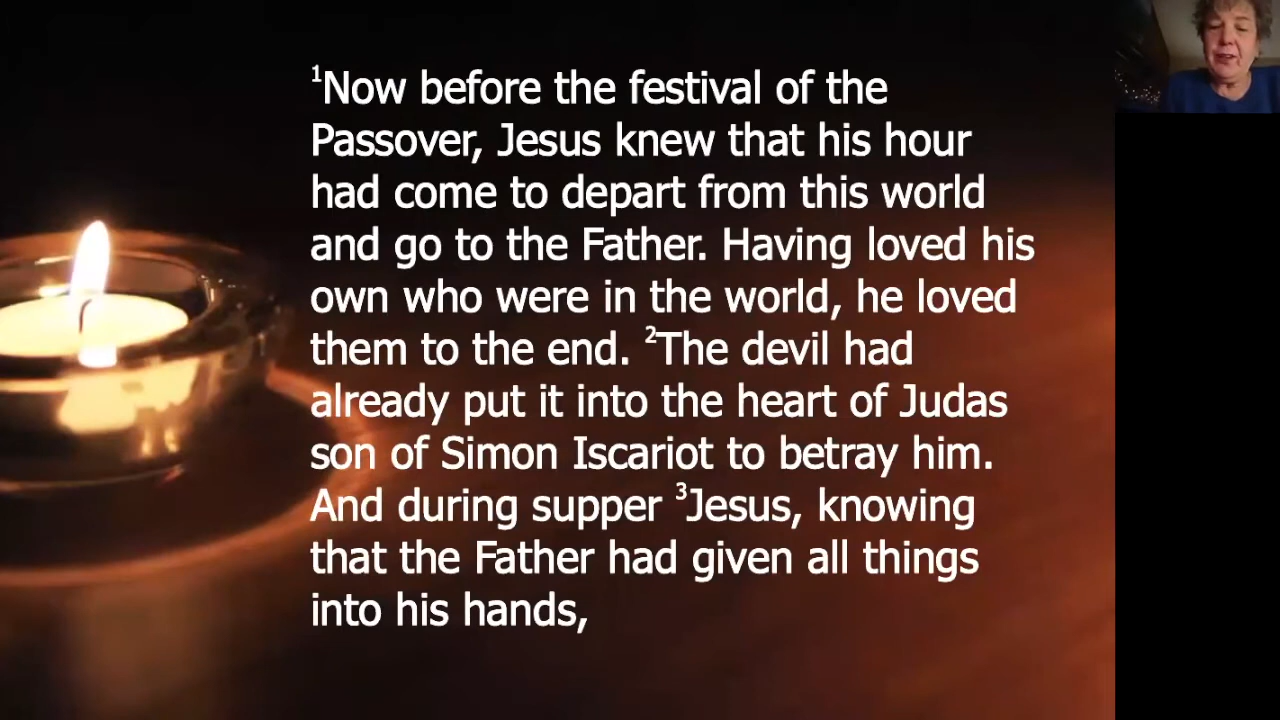 ¹Now before the festival of the
Passover, Jesus knew that his hour
had come to depart from this world
and go to the Father. Having loved his
own who were in the world, he loved
them to the end. ²The devil had
already put it into the heart of Judas
son of Simon Iscariot to betray him.
And during supper ³Jesus, knowing
that the Father had given all things
into his hands,